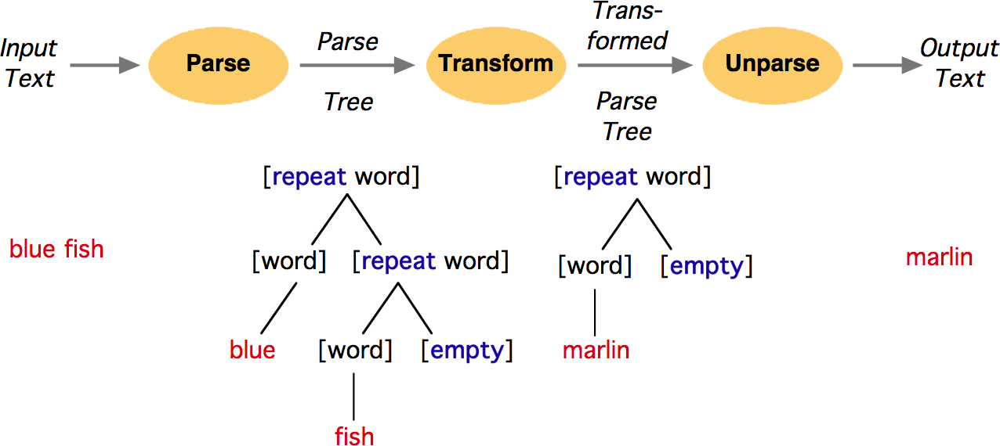 Input
Text
Parse
Parse
Tree
Transform
Trans-
formed
Parse
Tree
Unparse
Output
Text
[repeat word]
[repeat word]
blue fish
[word] [repeat word]
[word] [empty]
marlin
blue [word] [empty]
marlin
fish